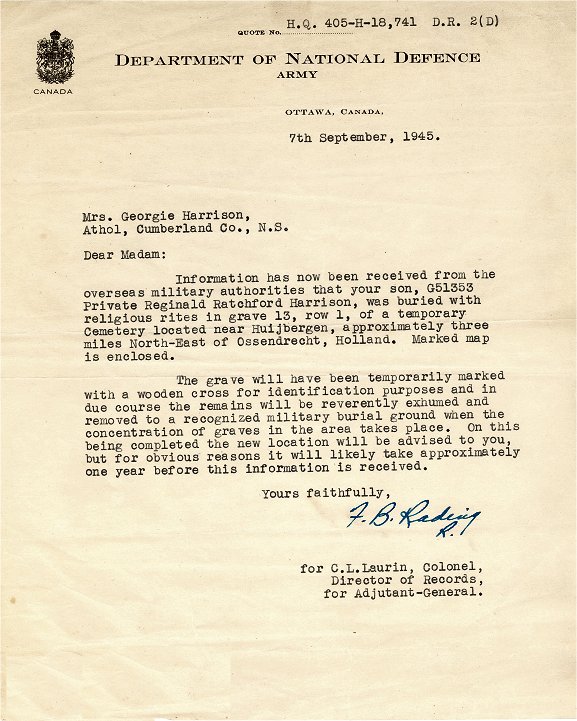 H.Q. 405-H-18,741 D.R. 2(D)
QUOTE No.
DEPARTMENT OF NATIONAL DEFENCE
ARMY
CANADA
OTTAWA, CANADA,
7th September, 1945.
Mrs. Georgie Harrison,
Athol, Cumberland Co., N.S.
Dear Madam:
Information has now been received from the
overseas military authorities that your son, G51353
Private Reginald Ratchford Harrison, was buried with
religious rites in grave 13, row 1, of a temporary
Cemetery located near Huijbergen, approximately three
miles North-East of Ossendrecht, Holland. Marked map
is enclosed.
The grave will have been temporarily marked
with a wooden cross for identification purposes and in
due course the remains will be reverently exhumed and
removed to a recognized military burial ground when the
concentration of graves in the area takes place. On this
being completed the new location will be advised to you,
but for obvious reasons it will likely take approximately
one year before this information is received.
Yours faithfully,
F. B. Rading
R.
for C.L.Laurin, Colonel,
Director of Records,
for Adjutant-General.